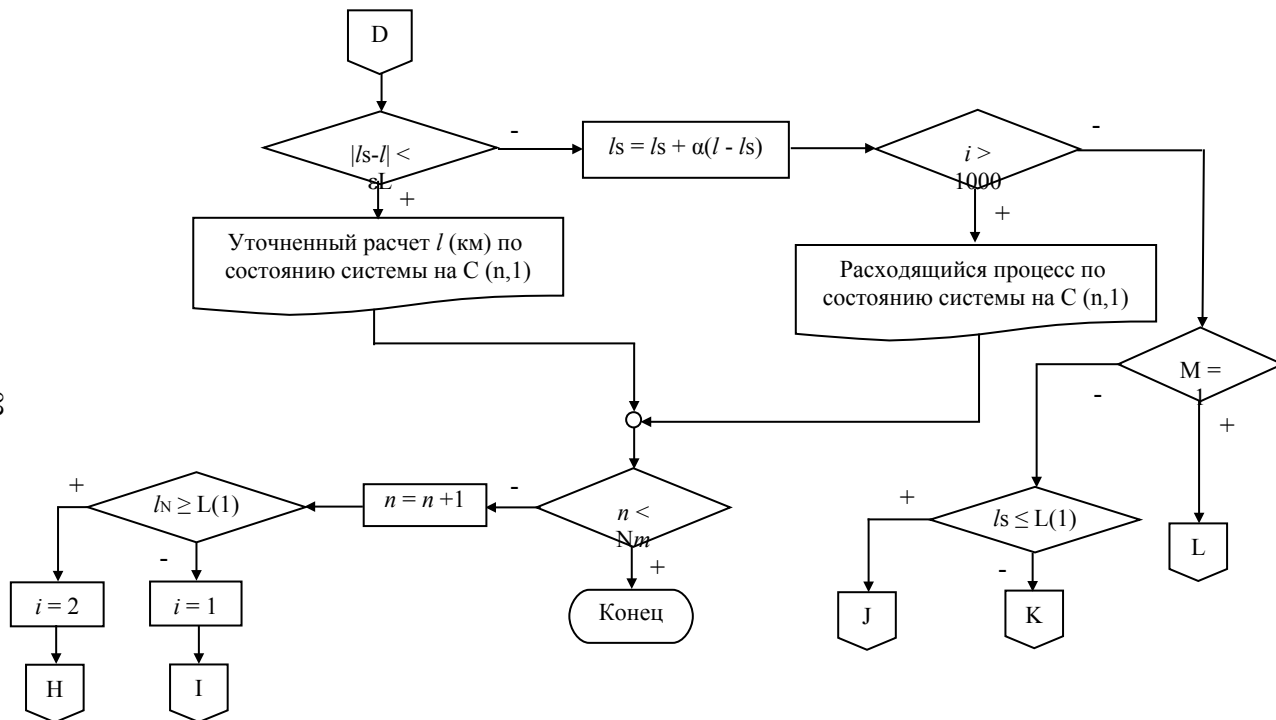 D
|ls-l| <
εL
-
+
ls = ls + α(l - ls)
i >
1000
-
+
Уточненный расчет l (км) по
состоянию системы на С (n,1)
Расходящийся процесс по
состоянию системы на С (n,1)
M =
1
-
+
n <
Nm
-
+
n = n +1
lN ≥ L(1)
+
-
ls ≤ L(1)
+
-
L
i = 2
i = 1
Конец
J
K
H
I